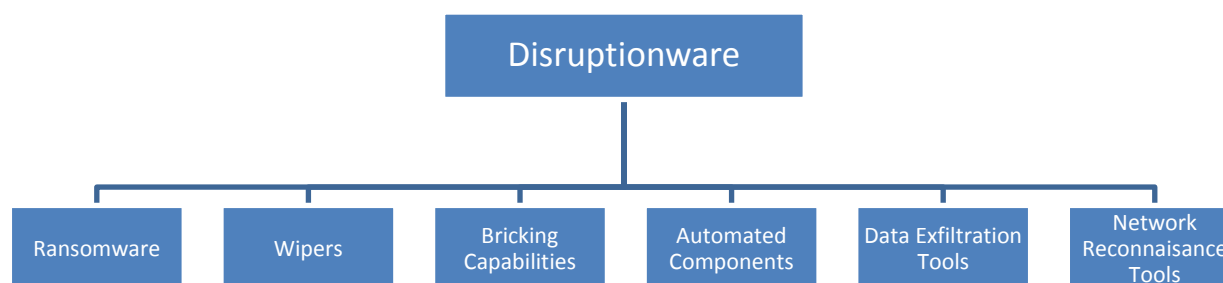 Disruptionware
Ransomware
Wipers
Bricking
Capabilities
Automated
Components
Data Exfiltration
Tools
Network
Reconnaisance
Tools